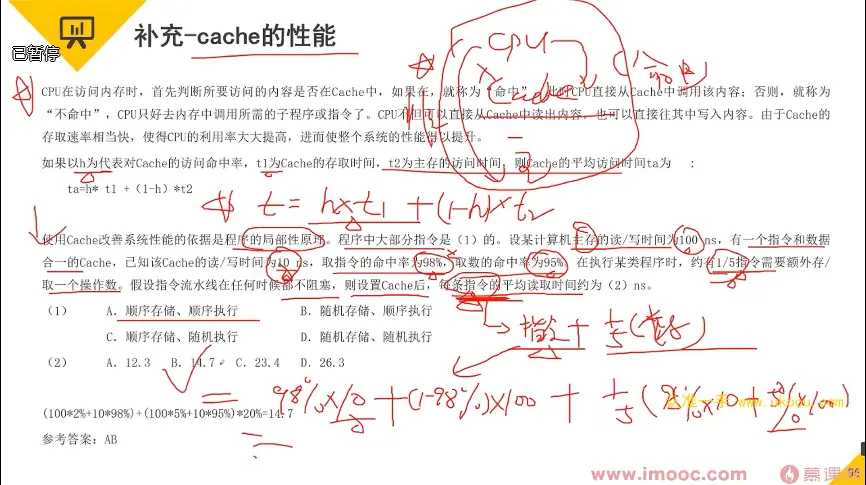 补充-cache的性能
已暂停
CPU
Cache
CPU在访问内存时，首先判断所要访问的内容是否在Cache中，如果在，就称为“命中”，此时CPU直接从Cache中调用该内容；否则，就称为
“不命中”，CPU只好去内存中调用所需的子程序或指令了。CPU不但可以直接从Cache中读出内容，也可以直接往其中写入内容。由于Cache的
存取速率相当快，使得CPU的利用率大大提高，进而使整个系统的性能得以提升。
如果以h为代表对Cache的访问命中率，t1为Cache的存取时间，t2为主存的访问时间，则Cache的平均访问时间ta为 :
ta=h* t1 +（1-h）*t2
t = h×t1 + (1-h)×t2
使用Cache改善系统性能的依据是程序的局部性原理。程序中大部分指令是（1）的。设某计算机主存的读/写时间为100 ns，有一个指令和数据
合一的Cache，已知该Cache的读/写时间为10 ns，取指令的命中率为98%，取数的命中率为95%。在执行某类程序时，约有1/5指令需要额外存/
取一个操作数。假设指令流水线在任何时候都不阻塞，则设置Cache后，每条指令的平均读取时间约为（2）ns。
（1） A．顺序存储、顺序执行 B．随机存储、顺序执行
C．顺序存储、随机执行 D．随机存储、随机执行
（2） A．12.3 B．14.7 C．23.4 D．26.3
= 98%×10 + (1-98%)×100 + 1/5 (95%×10 + 5%×100)
(100*2%+10*98%)+(100*5%+10*95%)*20%=14.7
参考答案：AB
www.imooc.com 慕课
96